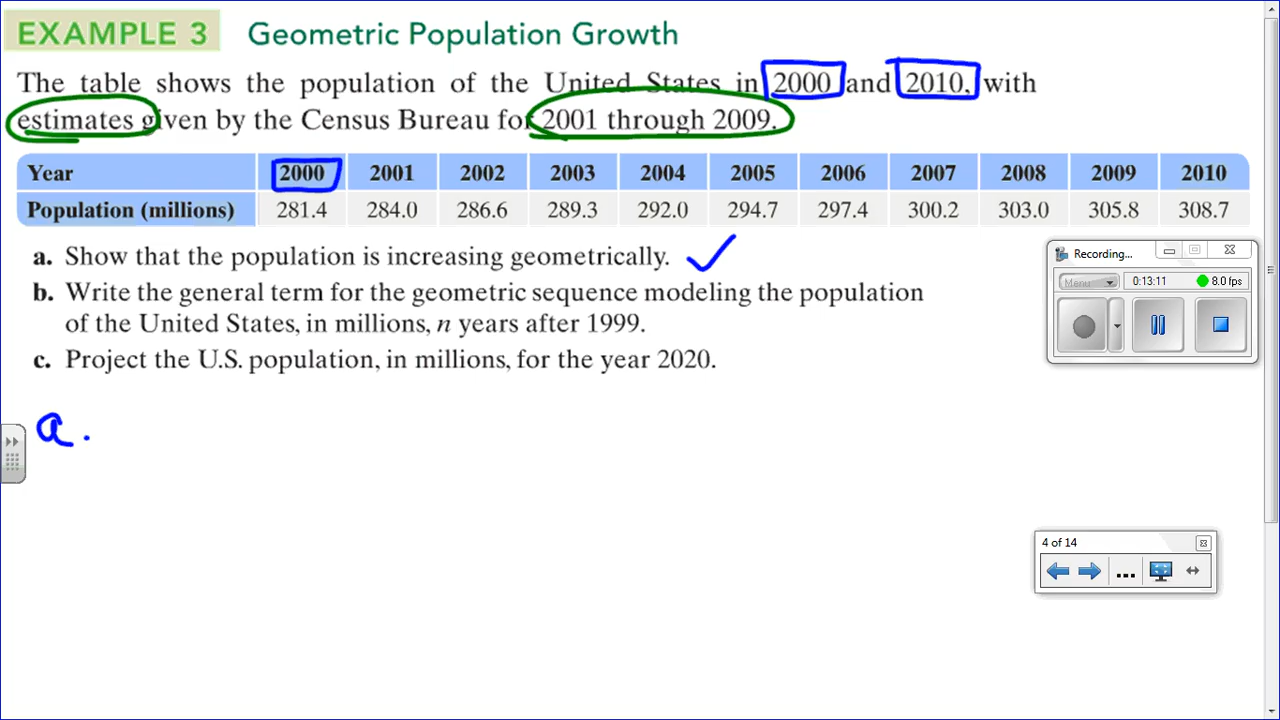 EXAMPLE 3 Geometric Population Growth
The table shows the population of the United States in 2000 and 2010, with
estimates given by the Census Bureau for 2001 through 2009.
Year 2000 2001 2002 2003 2004 2005 2006 2007 2008 2009 2010
Population (millions) 281.4 284.0 286.6 289.3 292.0 294.7 297.4 300.2 303.0 305.8 308.7
a. Show that the population is increasing geometrically.
b. Write the general term for the geometric sequence modeling the population
of the United States, in millions, n years after 1999.
c. Project the U.S. population, in millions, for the year 2020.
Recording...
Menu 0:13:11 8.0 fps
a.
4 of 14
...